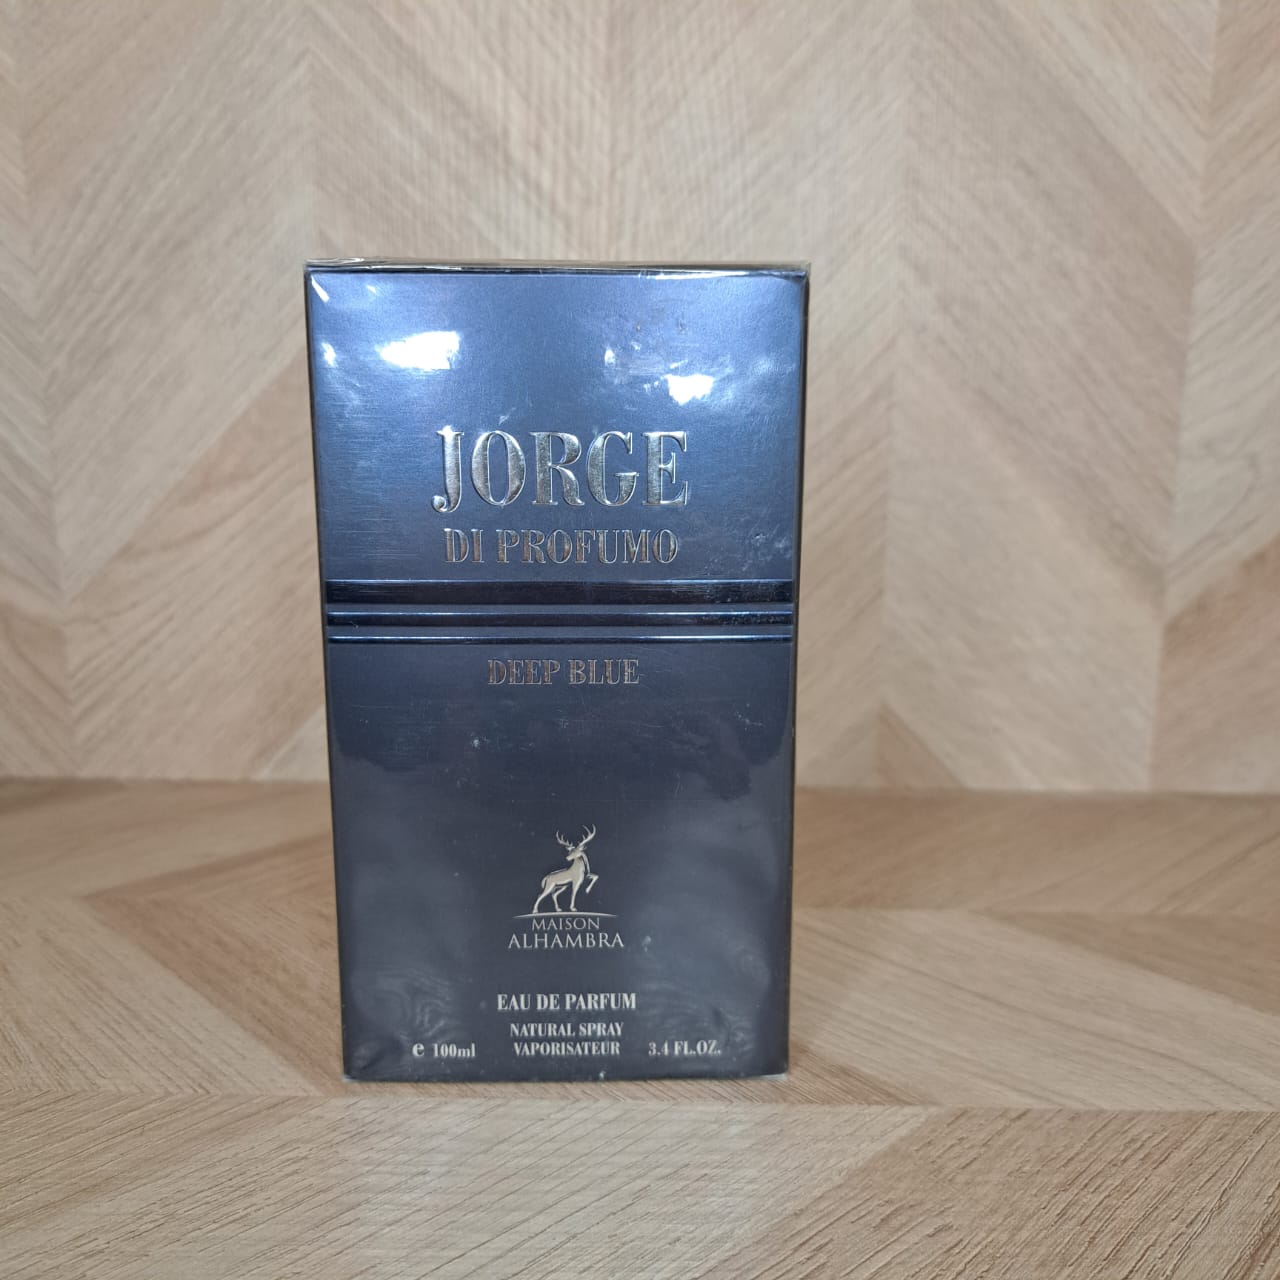 JORGE
DI PROFUMO
DEEP BLUE
MAISON
ALHAMBRA
EAU DE PARFUM
NATURAL SPRAY
e 100ml VAPORISATEUR 3.4 FL.OZ.